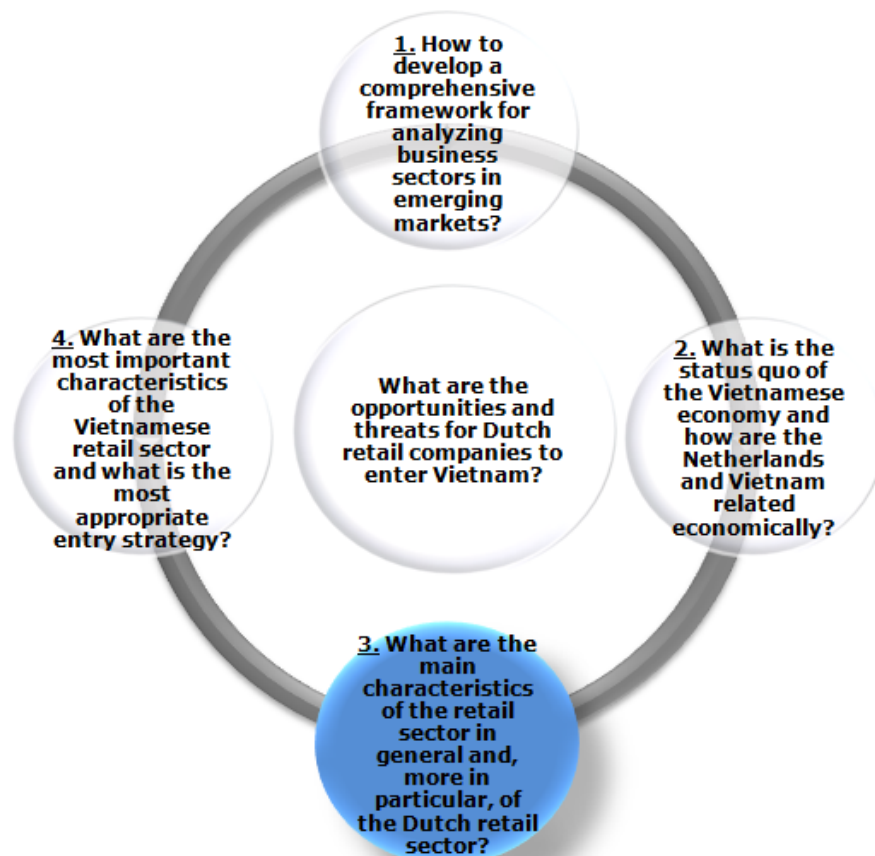 1. How to
develop a
comprehensive
framework for
analyzing
business
sectors in
emerging
markets?
4. What are the
most important
characteristics
of the
Vietnamese
retail sector
and what is the
most
appropriate
entry strategy?
What are the
opportunities and
threats for Dutch
retail companies to
enter Vietnam?
2. What is the
status quo of
the Vietnamese
economy and
how are the
Netherlands
and Vietnam
related
economically?
3. What are the
main
characteristics
of the retail
sector in
general and,
more in
particular, of
the Dutch retail
sector?